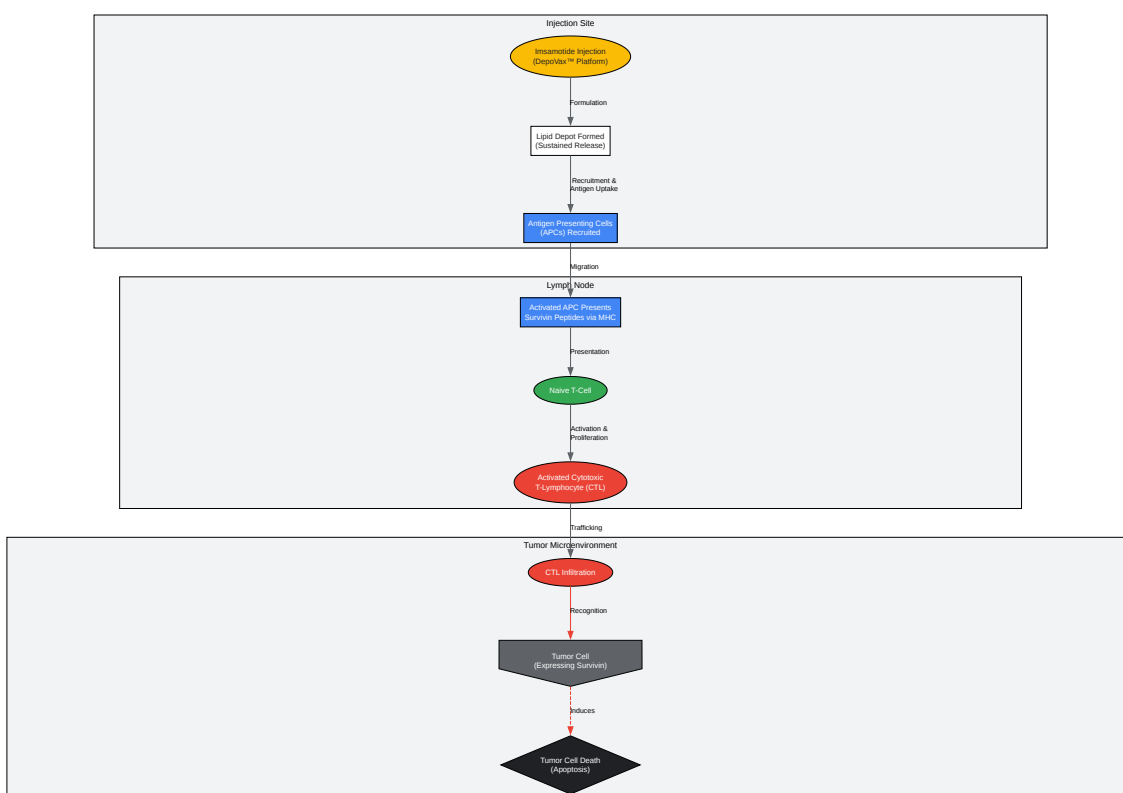 Injection Site
Imsamotide Injection
(DepoVax™ Platform)
Formulation
Lipid Depot Formed
(Sustained Release)
Recruitment &
Antigen Uptake
Antigen Presenting Cells
(APCs) Recruited
Migration
Lymph Node
Activated APC Presents
Survivin Peptides via MHC
Presentation
Naive T-Cell
Activation &
Proliferation
Activated Cytotoxic
T-Lymphocyte (CTL)
Trafficking
Tumor Microenvironment
CTL Infiltration
Recognition
Tumor Cell
(Expressing Survivin)
Induces
Tumor Cell Death
(Apoptosis)